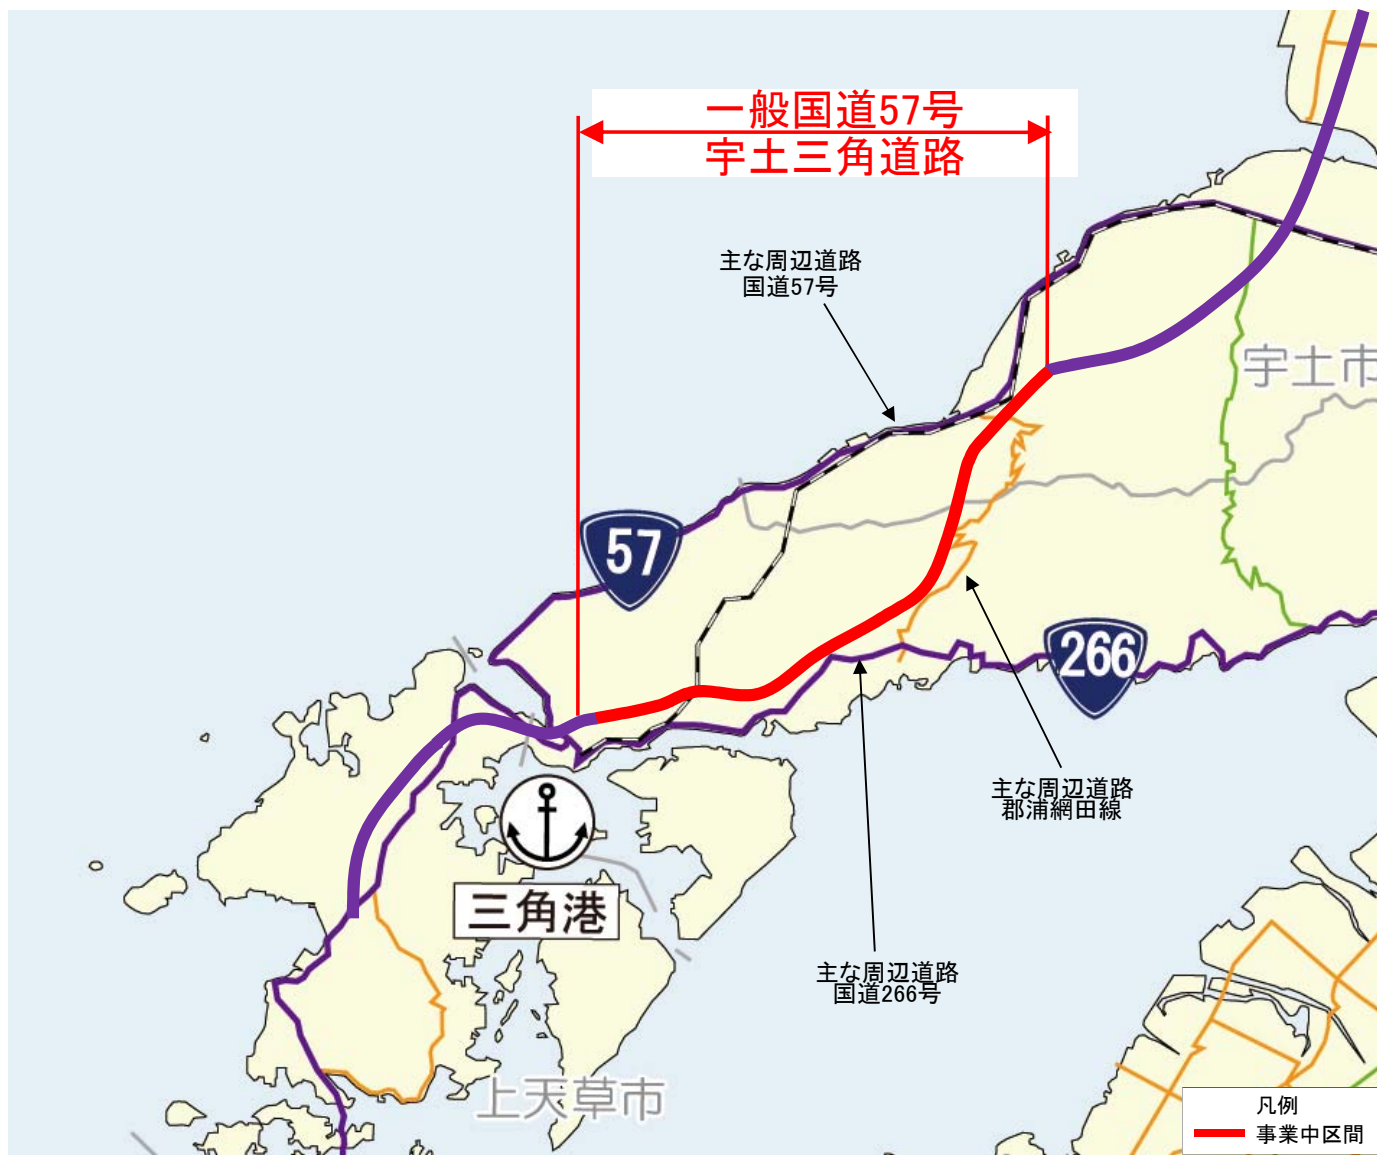 一般国道57号
宇土三角道路
主な周辺道路
国道57号
宇土市
57
266
主な周辺道路
郡浦網田線
三角港
主な周辺道路
国道266号
上天草市
凡例
事業中区間